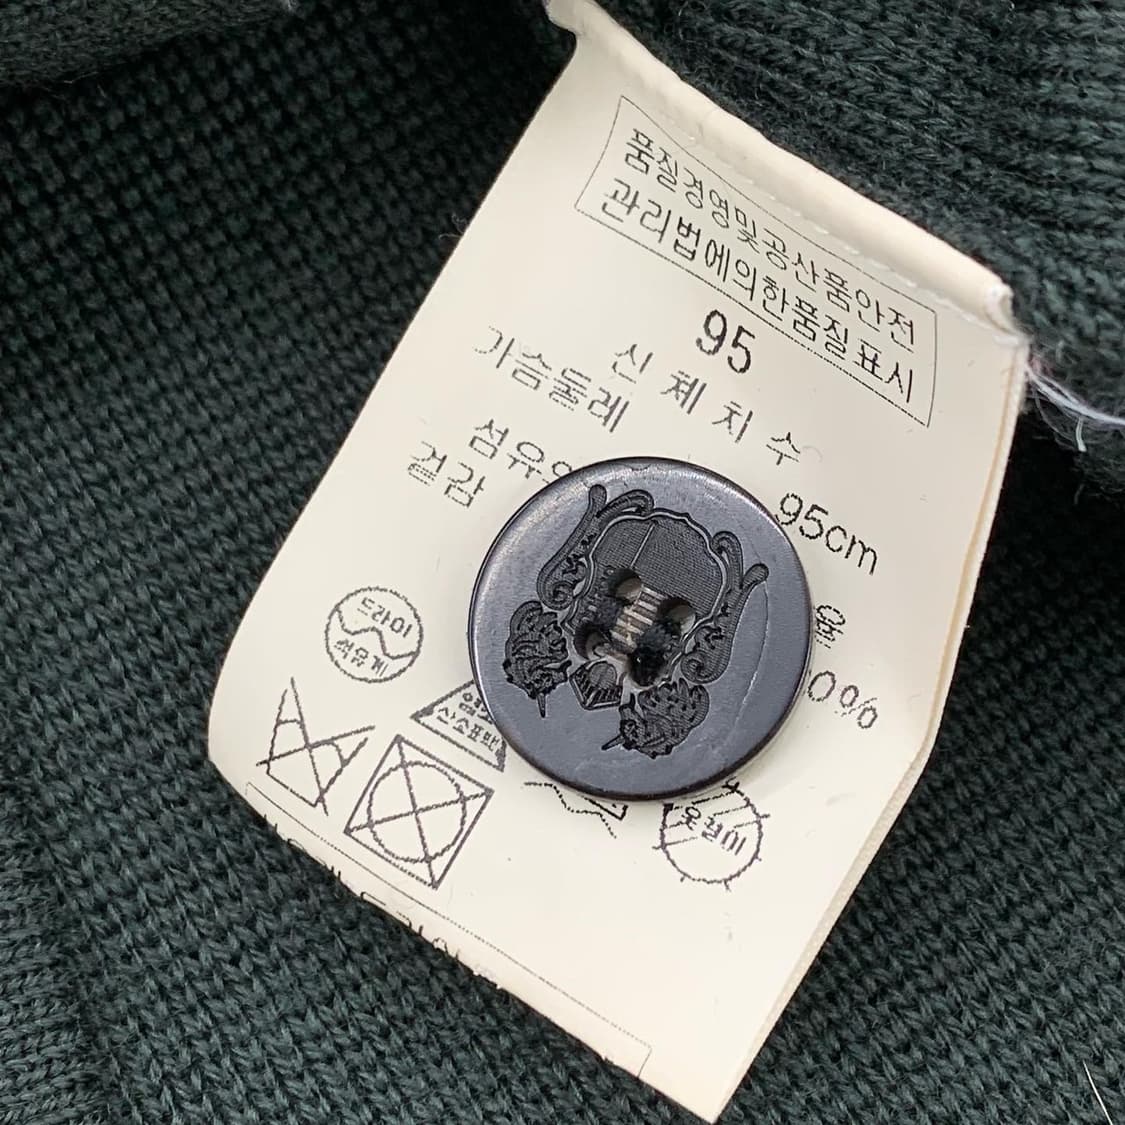 품질경영및공산품안전
관리법에의한품질표시
95
신체치수
가슴둘레
95cm
섬유의
겉감
0%
드라이
석유계
산소표백
옷걸이